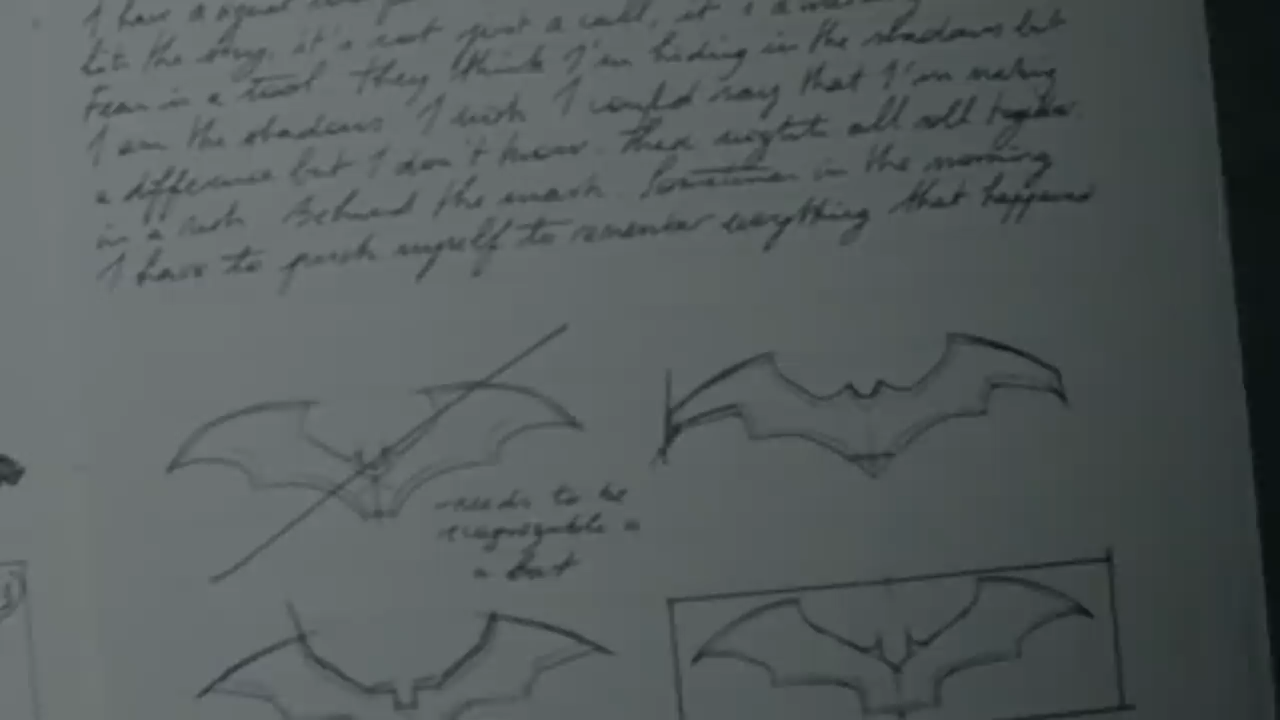 I have a signal
hits the sky, it's not just a call, it's a warning
Fear is a tool They think I'm hiding in the shadows but
I am the shadows I wish I could say that I'm making
a difference but I don't know. These nights all roll together
in a rush Behind the mask. Sometimes in the morning
I have to push myself to remember everything that happened
- needs to be
recognizable a
a bat